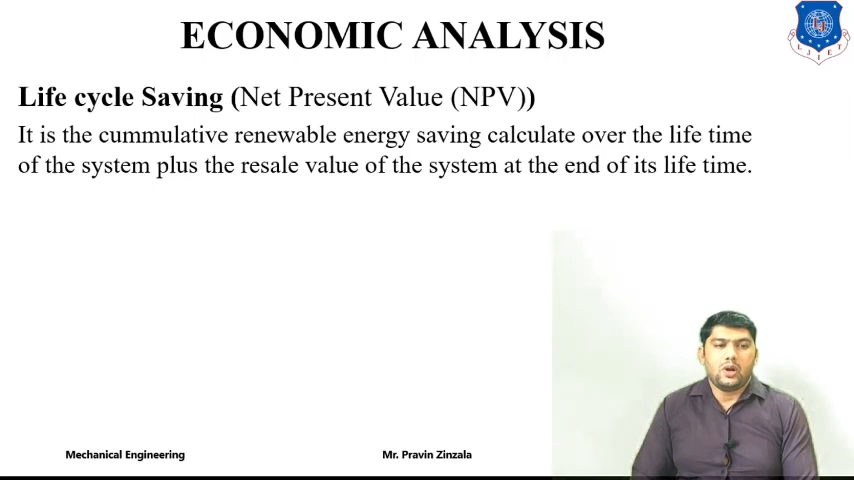 ECONOMIC ANALYSIS
LJIET
Life cycle Saving (Net Present Value (NPV))
It is the cummulative renewable energy saving calculate over the life time
of the system plus the resale value of the system at the end of its life time.
Mechanical Engineering
Mr. Pravin Zinzala